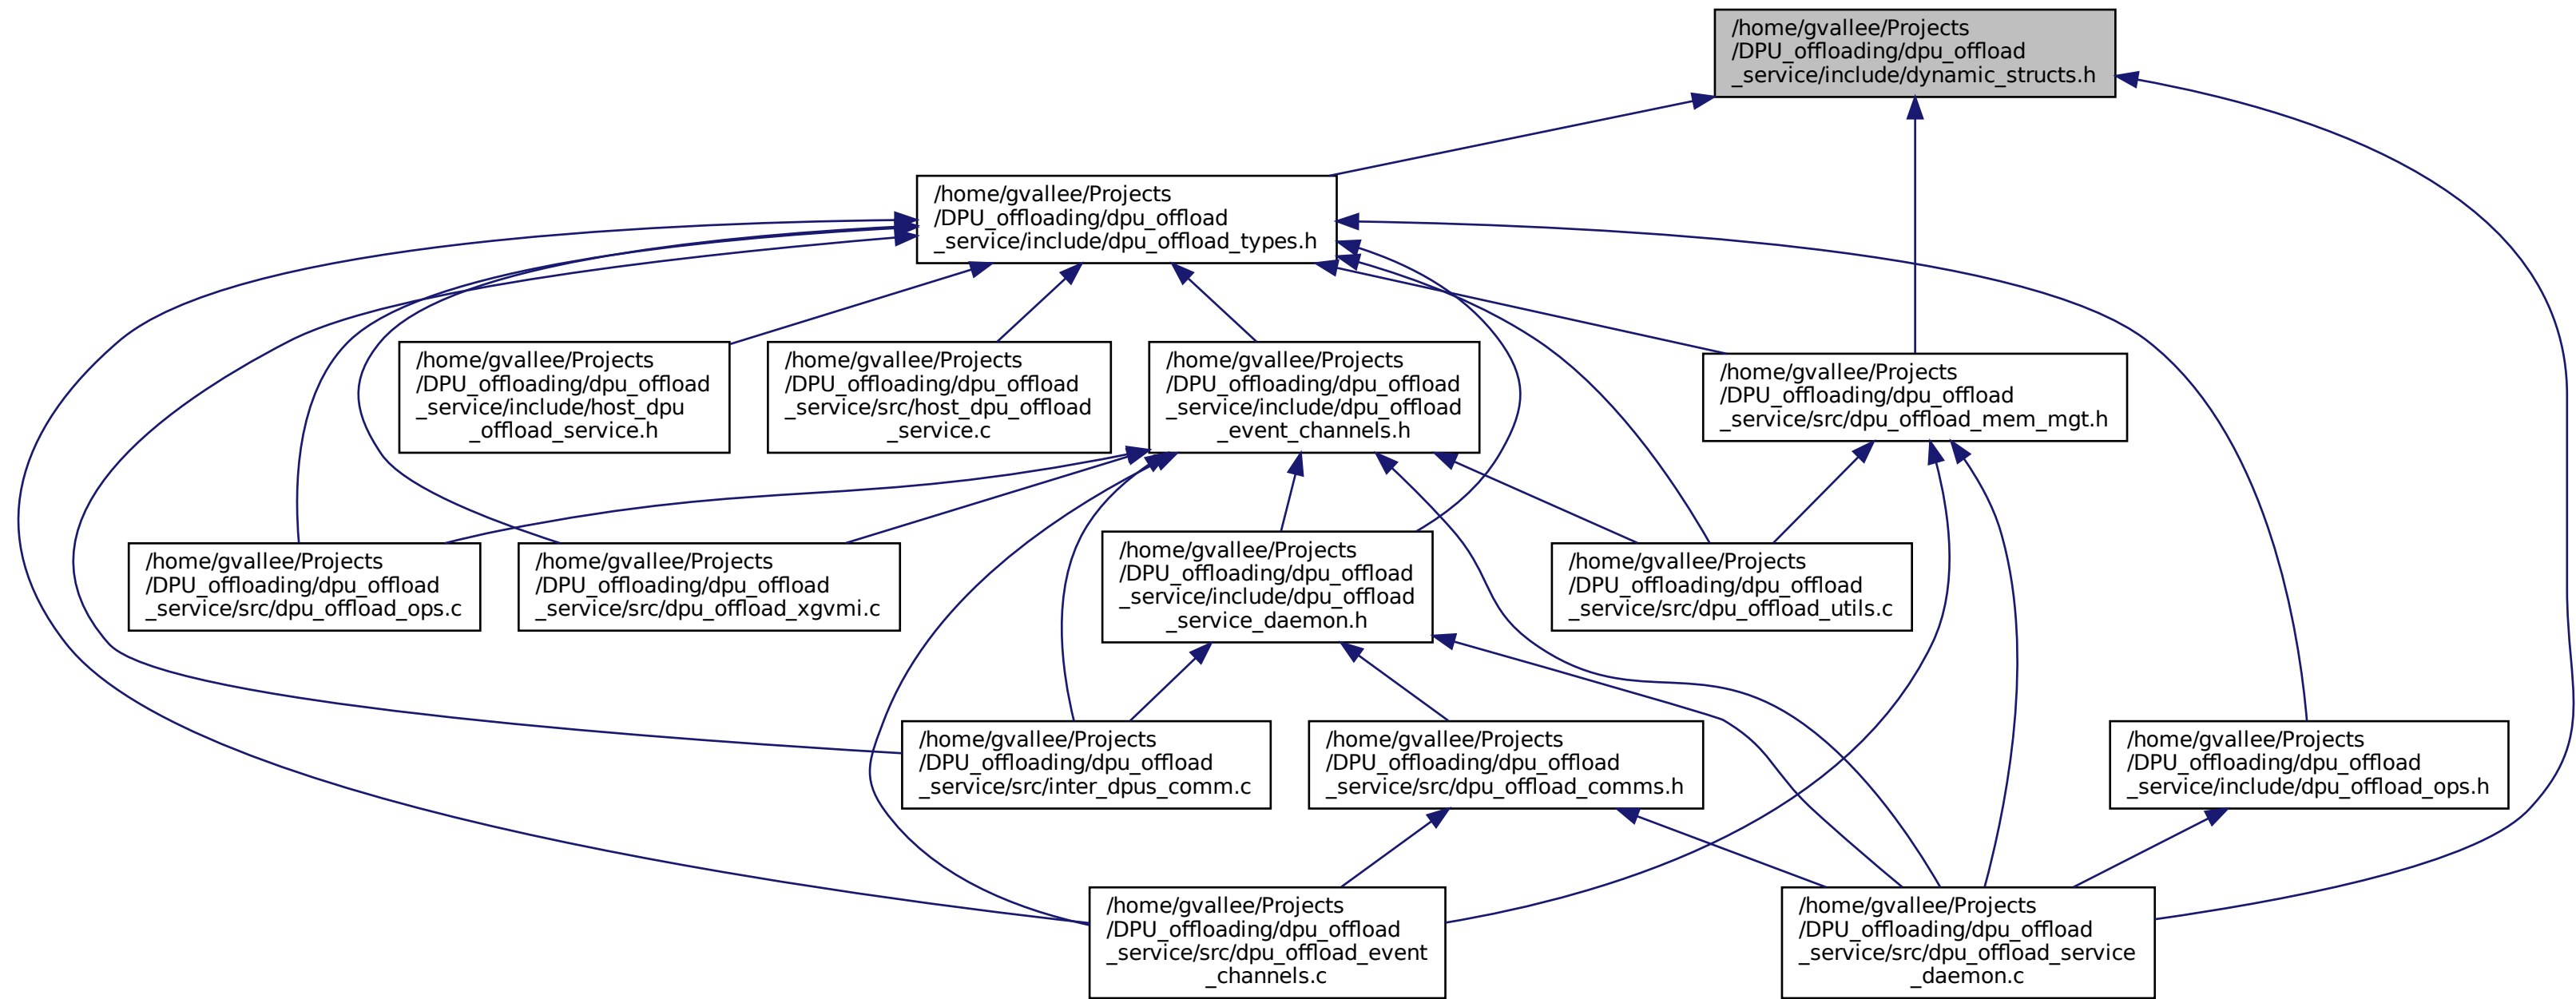 /home/gvallee/Projects
/DPU_offloading/dpu_offload
_service/include/dynamic_structs.h
/home/gvallee/Projects
/DPU_offloading/dpu_offload
_service/include/dpu_offload_types.h
/home/gvallee/Projects
/DPU_offloading/dpu_offload
_service/include/host_dpu
_offload_service.h
/home/gvallee/Projects
/DPU_offloading/dpu_offload
_service/src/host_dpu_offload
_service.c
/home/gvallee/Projects
/DPU_offloading/dpu_offload
_service/include/dpu_offload
_event_channels.h
/home/gvallee/Projects
/DPU_offloading/dpu_offload
_service/src/dpu_offload_mem_mgt.h
/home/gvallee/Projects
/DPU_offloading/dpu_offload
_service/src/dpu_offload_ops.c
/home/gvallee/Projects
/DPU_offloading/dpu_offload
_service/src/dpu_offload_xgvmi.c
/home/gvallee/Projects
/DPU_offloading/dpu_offload
_service/include/dpu_offload
_service_daemon.h
/home/gvallee/Projects
/DPU_offloading/dpu_offload
_service/src/dpu_offload_utils.c
/home/gvallee/Projects
/DPU_offloading/dpu_offload
_service/src/inter_dpus_comm.c
/home/gvallee/Projects
/DPU_offloading/dpu_offload
_service/src/dpu_offload_comms.h
/home/gvallee/Projects
/DPU_offloading/dpu_offload
_service/include/dpu_offload_ops.h
/home/gvallee/Projects
/DPU_offloading/dpu_offload
_service/src/dpu_offload_event
_channels.c
/home/gvallee/Projects
/DPU_offloading/dpu_offload
_service/src/dpu_offload_service
_daemon.c